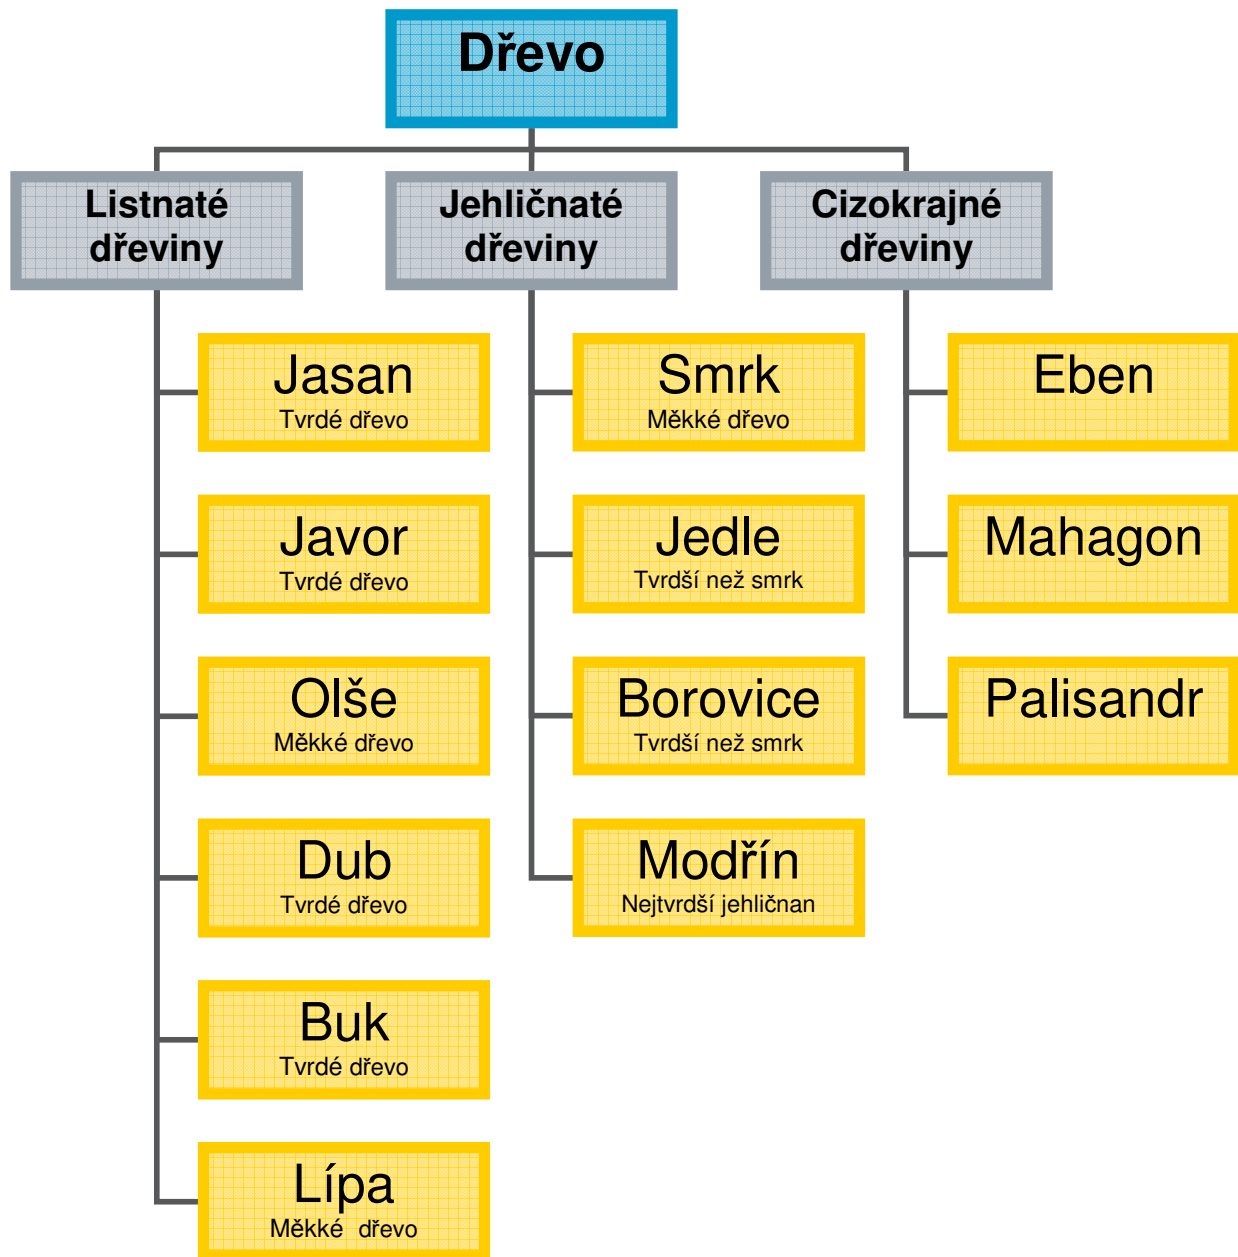 Dřevo
Listnaté
dřeviny
Jasan
Tvrdé dřevo
Javor
Tvrdé dřevo
Olše
Měkké dřevo
Dub
Tvrdé dřevo
Buk
Tvrdé dřevo
Lípa
Měkké dřevo
Jehličnaté
dřeviny
Smrk
Měkké dřevo
Jedle
Tvrdší než smrk
Borovice
Tvrdší než smrk
Modřín
Nejtvrdší jehličnan
Cizokrajné
dřeviny
Eben
Mahagon
Palisandr